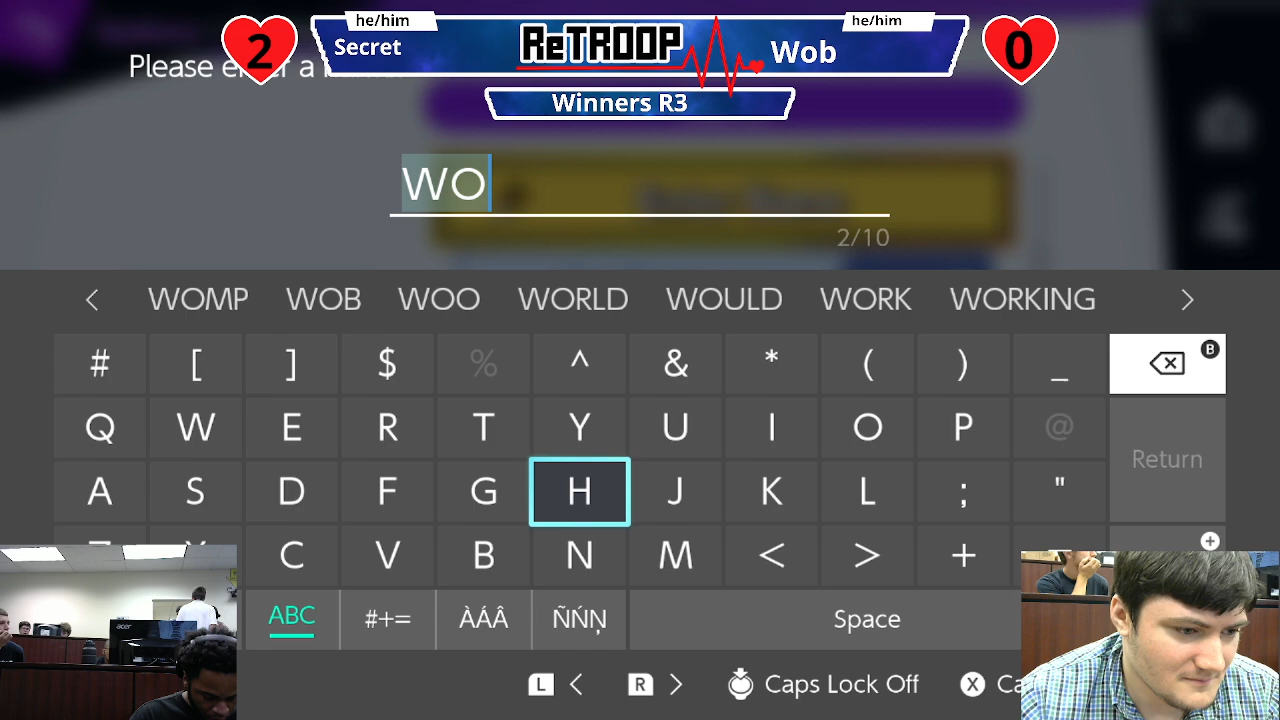 he/him
he/him
2
Secret
ReTROOP
Wob
0
Please
Winners R3
WO
2/10
< WOMP WOB WOO WORLD WOULD WORK WORKING >
# [ ] $ % ^ & * ( ) _ B
Q W E R T Y U I O P @
Return
A S D F G H J K L ; "
C V B N M < > + +
ABC #+= ÀÁÂ ÑŃŅ Space
acer
L < R > Caps Lock Off X